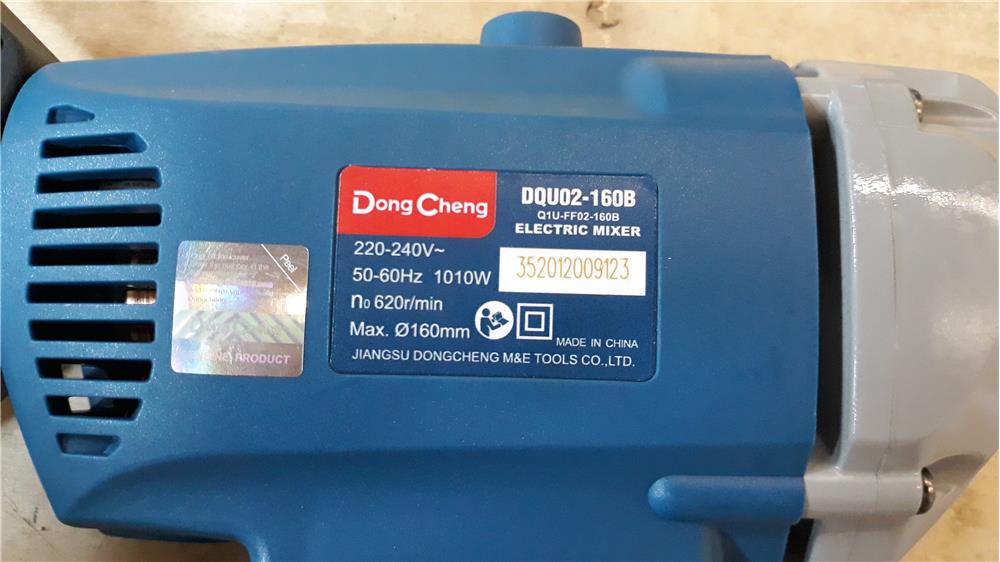 Dong Cheng
DQU02-160B
Q1U-FF02-160B
ELECTRIC MIXER
220-240V~
50-60Hz 1010W
352012009123
n₀ 620r/min
Max. Ø160mm
MADE IN CHINA
JIANGSU DONGCHENG M&E TOOLS CO.,LTD.
Peel
PRODUCT